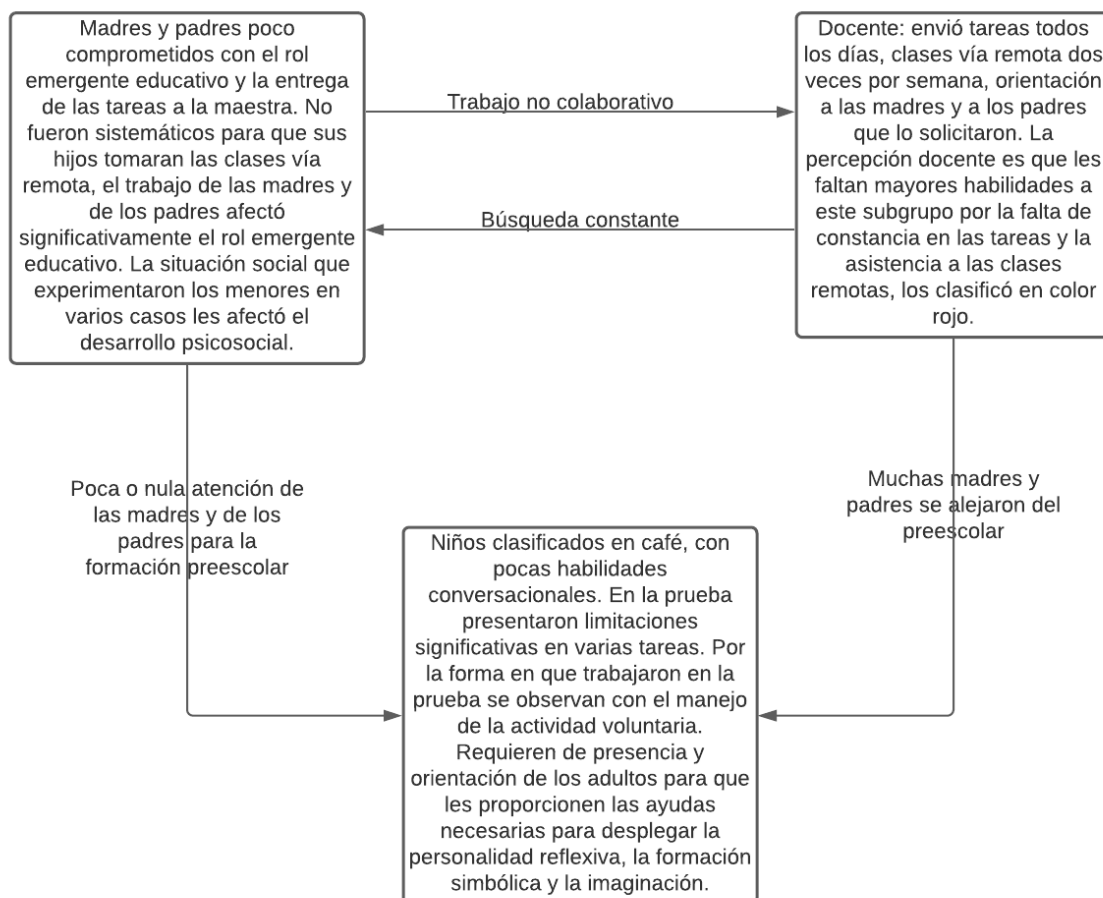 Madres y padres poco
comprometidos con el rol
emergente educativo y la entrega
de las tareas a la maestra. No
fueron sistemáticos para que sus
hijos tomaran las clases vía
remota, el trabajo de las madres y
de los padres afectó
significativamente el rol emergente
educativo. La situación social que
experimentaron los menores en
varios casos les afectó el
desarrollo psicosocial.
Trabajo no colaborativo
Búsqueda constante
Docente: envió tareas todos
los días, clases vía remota dos
veces por semana, orientación
a las madres y a los padres
que lo solicitaron. La
percepción docente es que les
faltan mayores habilidades a
este subgrupo por la falta de
constancia en las tareas y la
asistencia a las clases
remotas, los clasificó en color
rojo.
Poca o nula atención de
las madres y de los
padres para la
formación preescolar
Muchas madres y
padres se alejaron del
preescolar
Niños clasificados en café, con
pocas habilidades
conversacionales. En la prueba
presentaron limitaciones
significativas en varias tareas. Por
la forma en que trabajaron en la
prueba se observan con el manejo
de la actividad voluntaria.
Requieren de presencia y
orientación de los adultos para que
les proporcionen las ayudas
necesarias para desplegar la
personalidad reflexiva, la formación
simbólica y la imaginación.